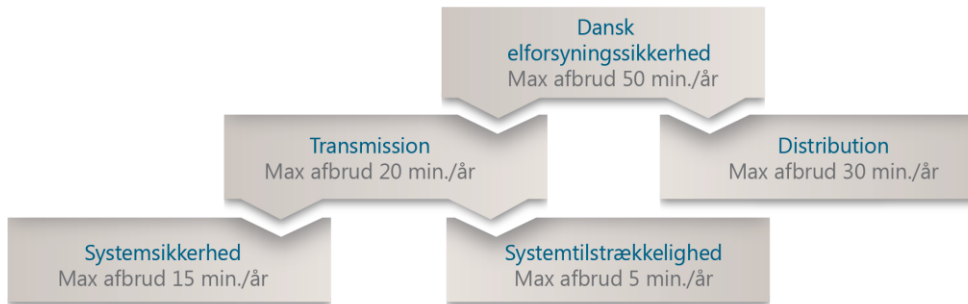 Dansk
elforsyningssikkerhed
Max afbrud 50 min./år
Transmission
Max afbrud 20 min./år
Distribution
Max afbrud 30 min./år
Systemsikkerhed
Max afbrud 15 min./år
Systemtilstrækkelighed
Max afbrud 5 min./år